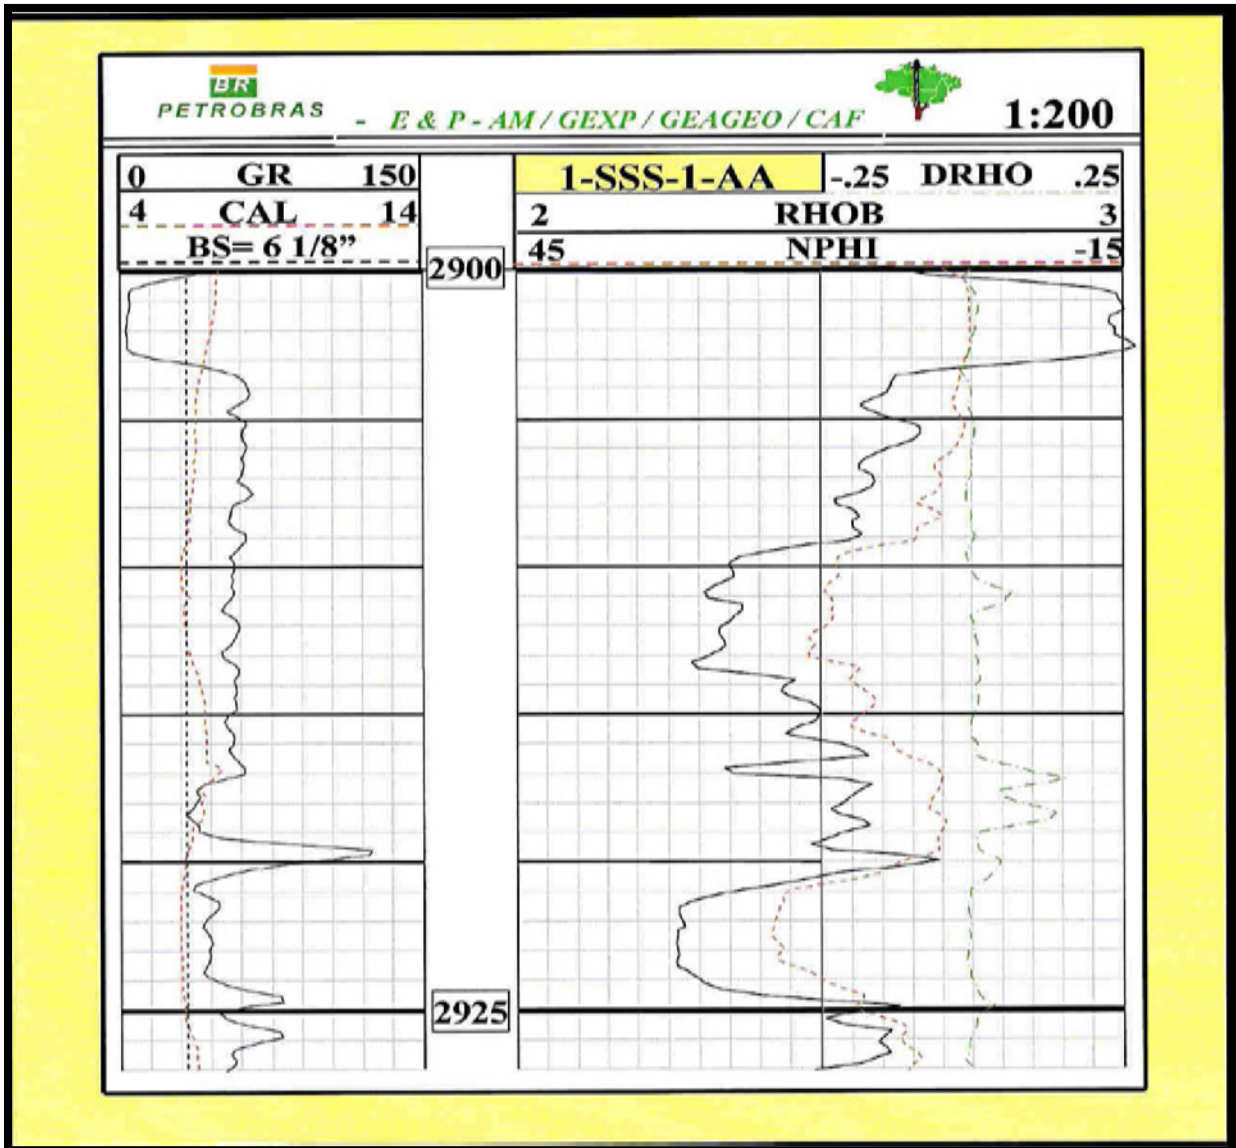 BR
PETROBRAS
- E & P - AM / GEXP / GEAGEO / CAF
1:200
0 GR 150
4 CAL 14
BS= 6 1/8”
1-SSS-1-AA
-.25 DRHO .25
2 RHOB 3
45 NPHI -15
2900
2925